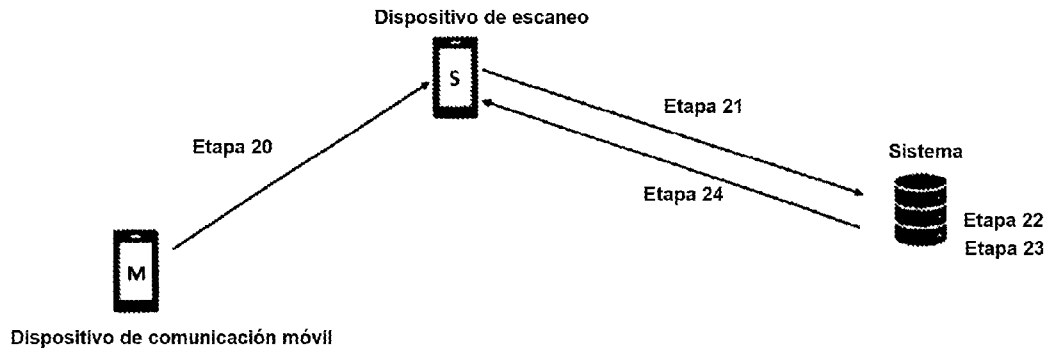 Dispositivo de escaneo
S
Etapa 21
Etapa 20
Sistema
Etapa 24
Etapa 22
Etapa 23
M
Dispositivo de comunicación móvil